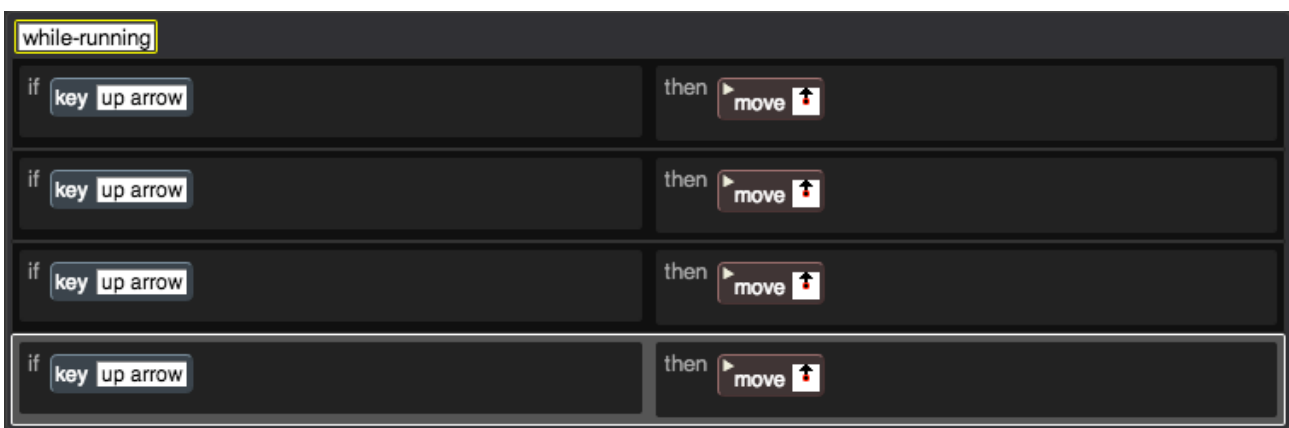 while-running
if key up arrow then move
if key up arrow then move
if key up arrow then move
if key up arrow then move